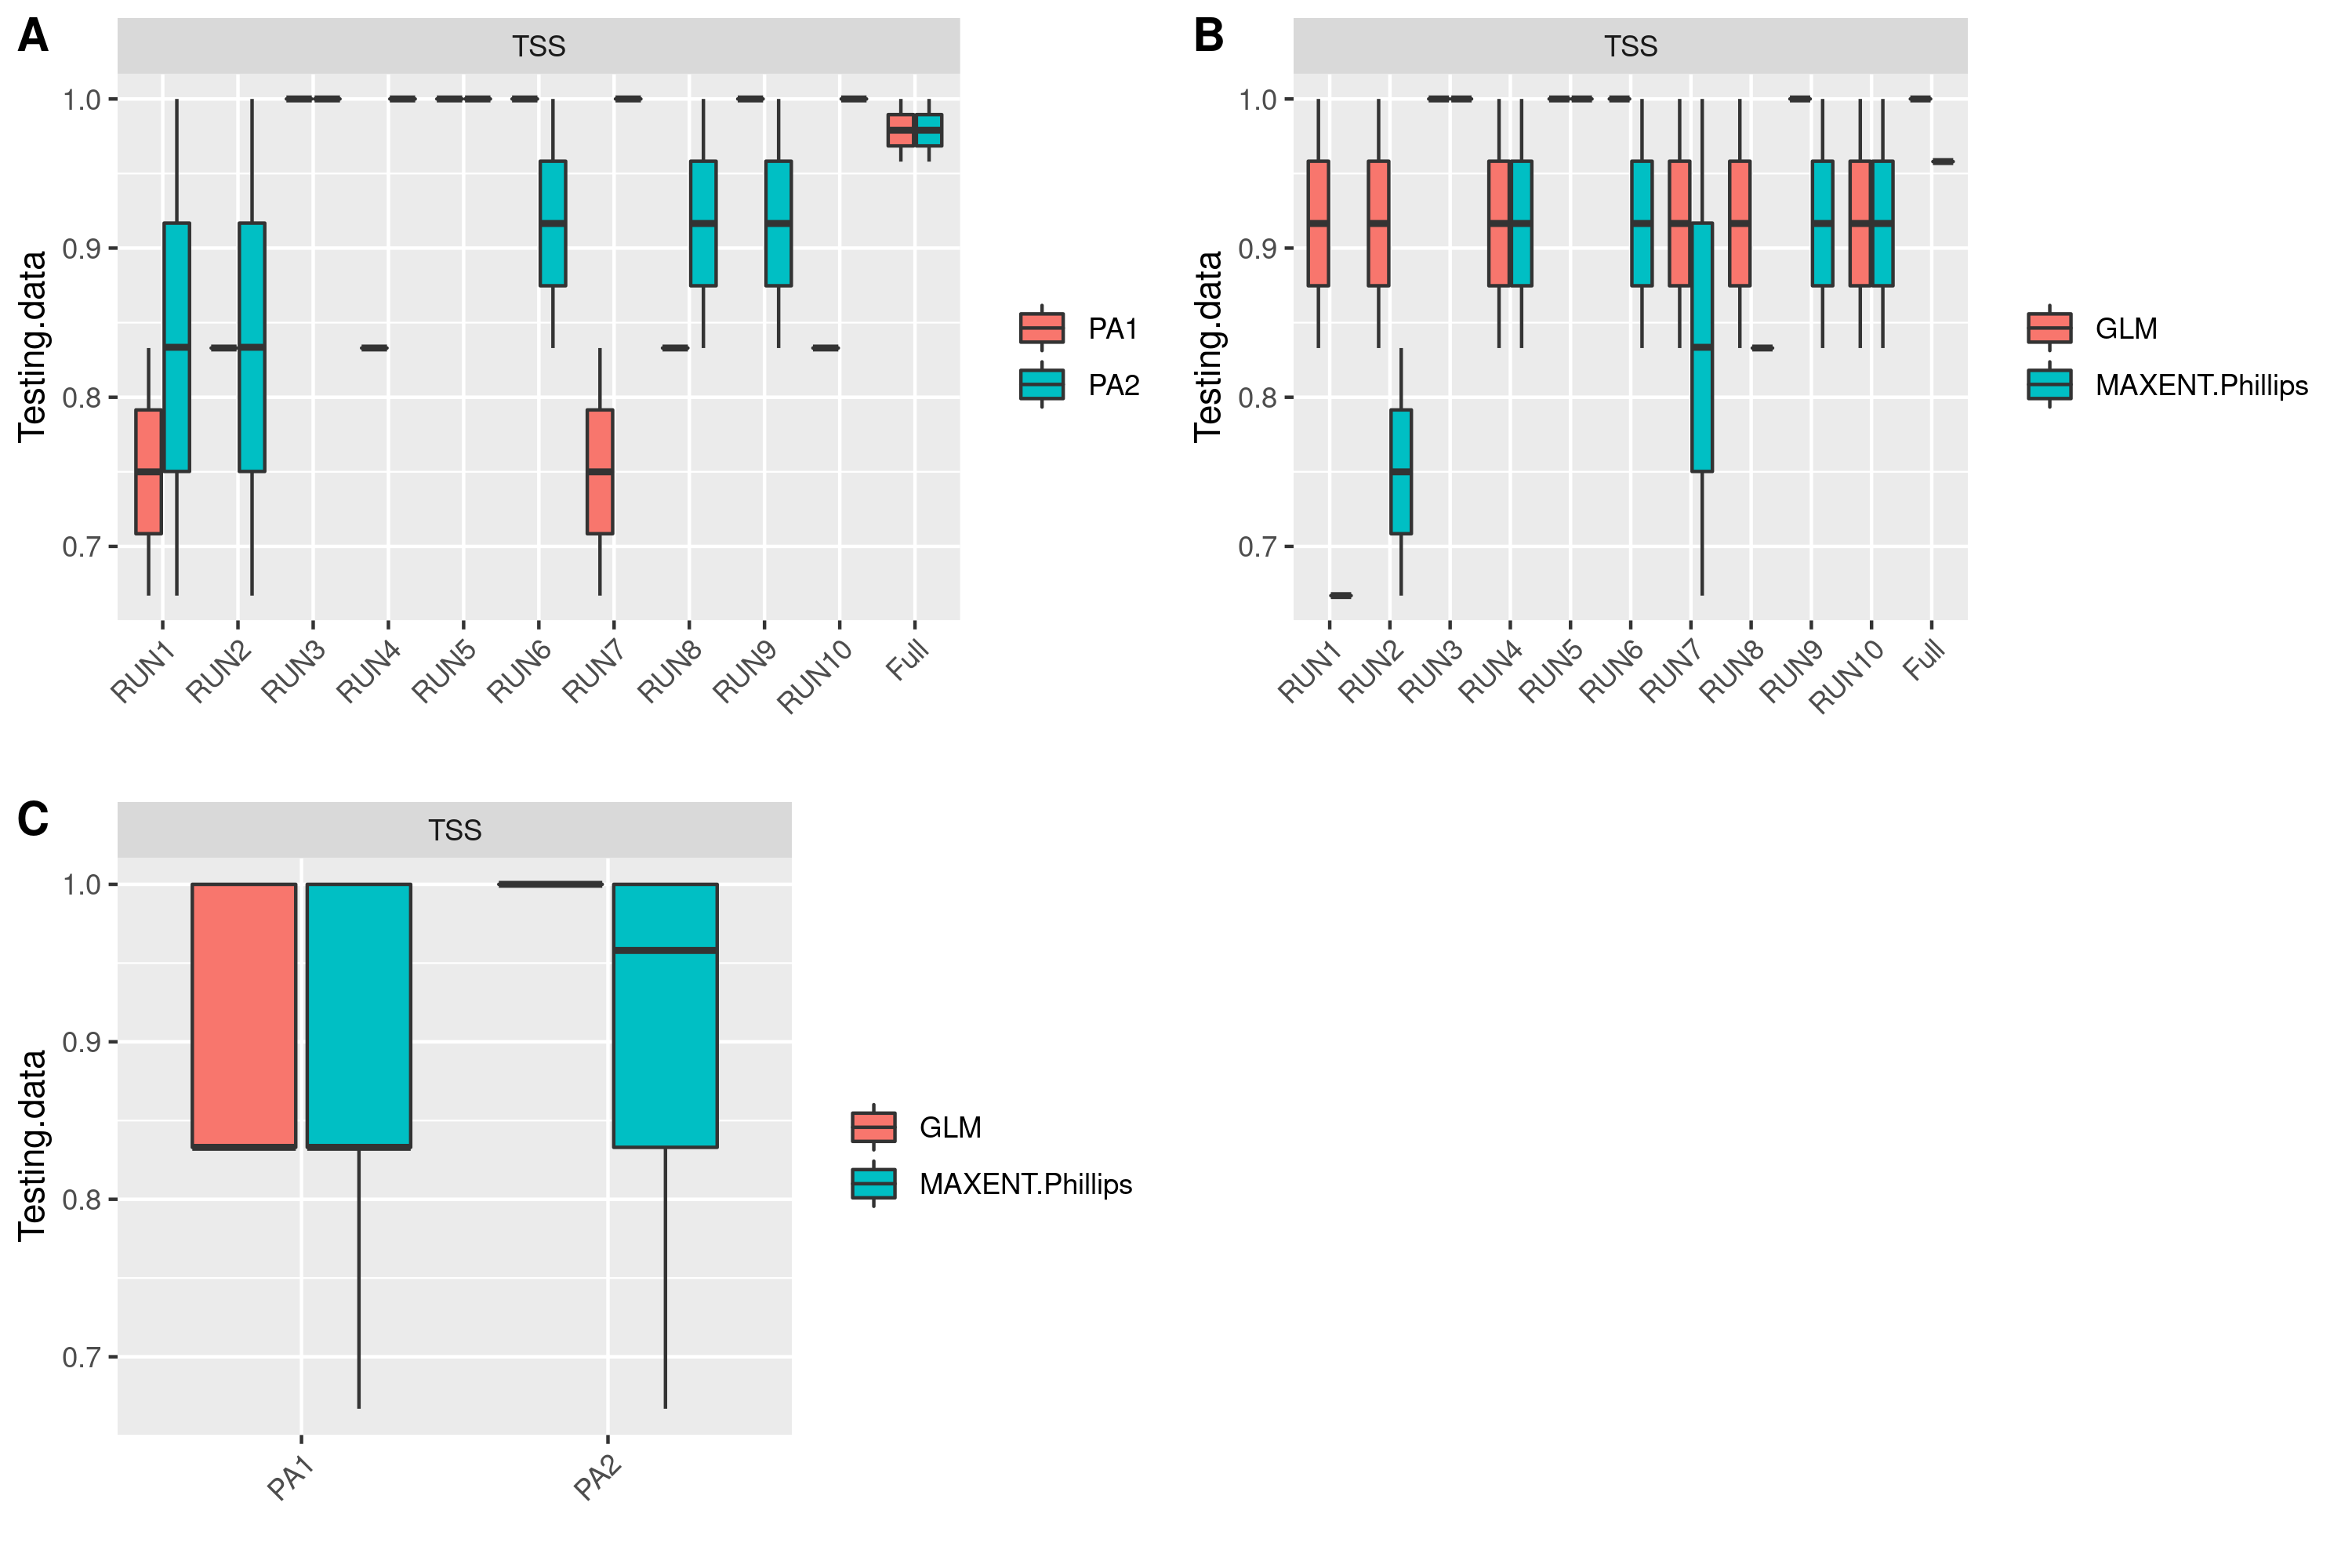 A
TSS
1.0
0.9
0.8
0.7
Testing.data
RUN1
RUN2
RUN3
RUN4
RUN5
RUN6
RUN7
RUN8
RUN9
RUN10
Full
PA1
PA2
B
TSS
1.0
0.9
0.8
0.7
Testing.data
RUN1
RUN2
RUN3
RUN4
RUN5
RUN6
RUN7
RUN8
RUN9
RUN10
Full
GLM
MAXENT.Phillips
C
TSS
1.0
0.9
0.8
0.7
Testing.data
PA1
PA2
GLM
MAXENT.Phillips